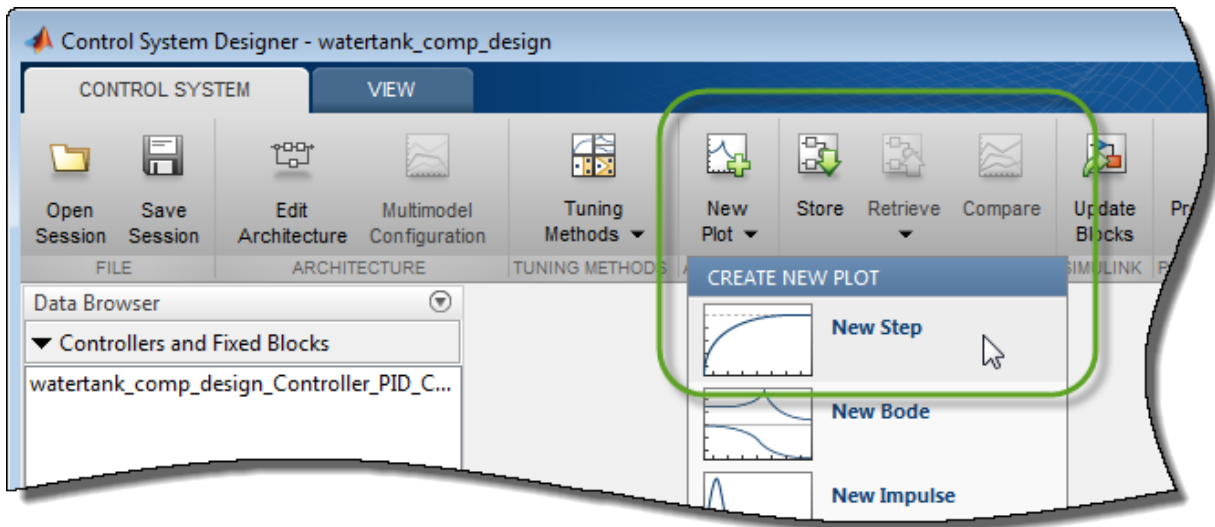 Control System Designer - watertank_comp_design
CONTROL SYSTEM VIEW
Open Session
Save Session
Edit Architecture
Multimodel Configuration
Tuning Methods
New Plot
Store
Retrieve
Compare
Update Blocks
FILE ARCHITECTURE TUNING METHODS SIMULINK
Data Browser
Controllers and Fixed Blocks
watertank_comp_design_Controller_PID_C...
CREATE NEW PLOT
New Step
New Bode
New Impulse